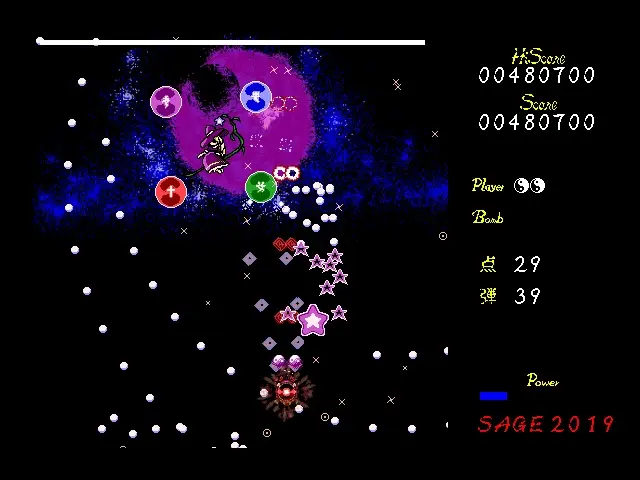 HiScore
00480700
Score
00480700
Player
Bomb
点 29
弾 39
Power
SAGE 2019